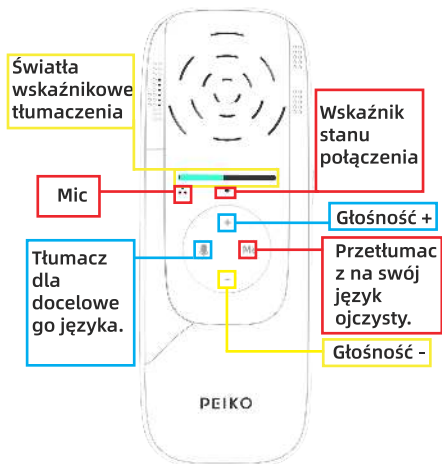 Światła
wskaźnikowe
tłumaczenia
Wskaźnik
stanu
połączenia
Mic
+
Głośność +
Tłumacz
dla
docelowe
go języka.
Me
Przetłumac
z na swój
język
ojczysty.
-
Głośność -
PEIKO